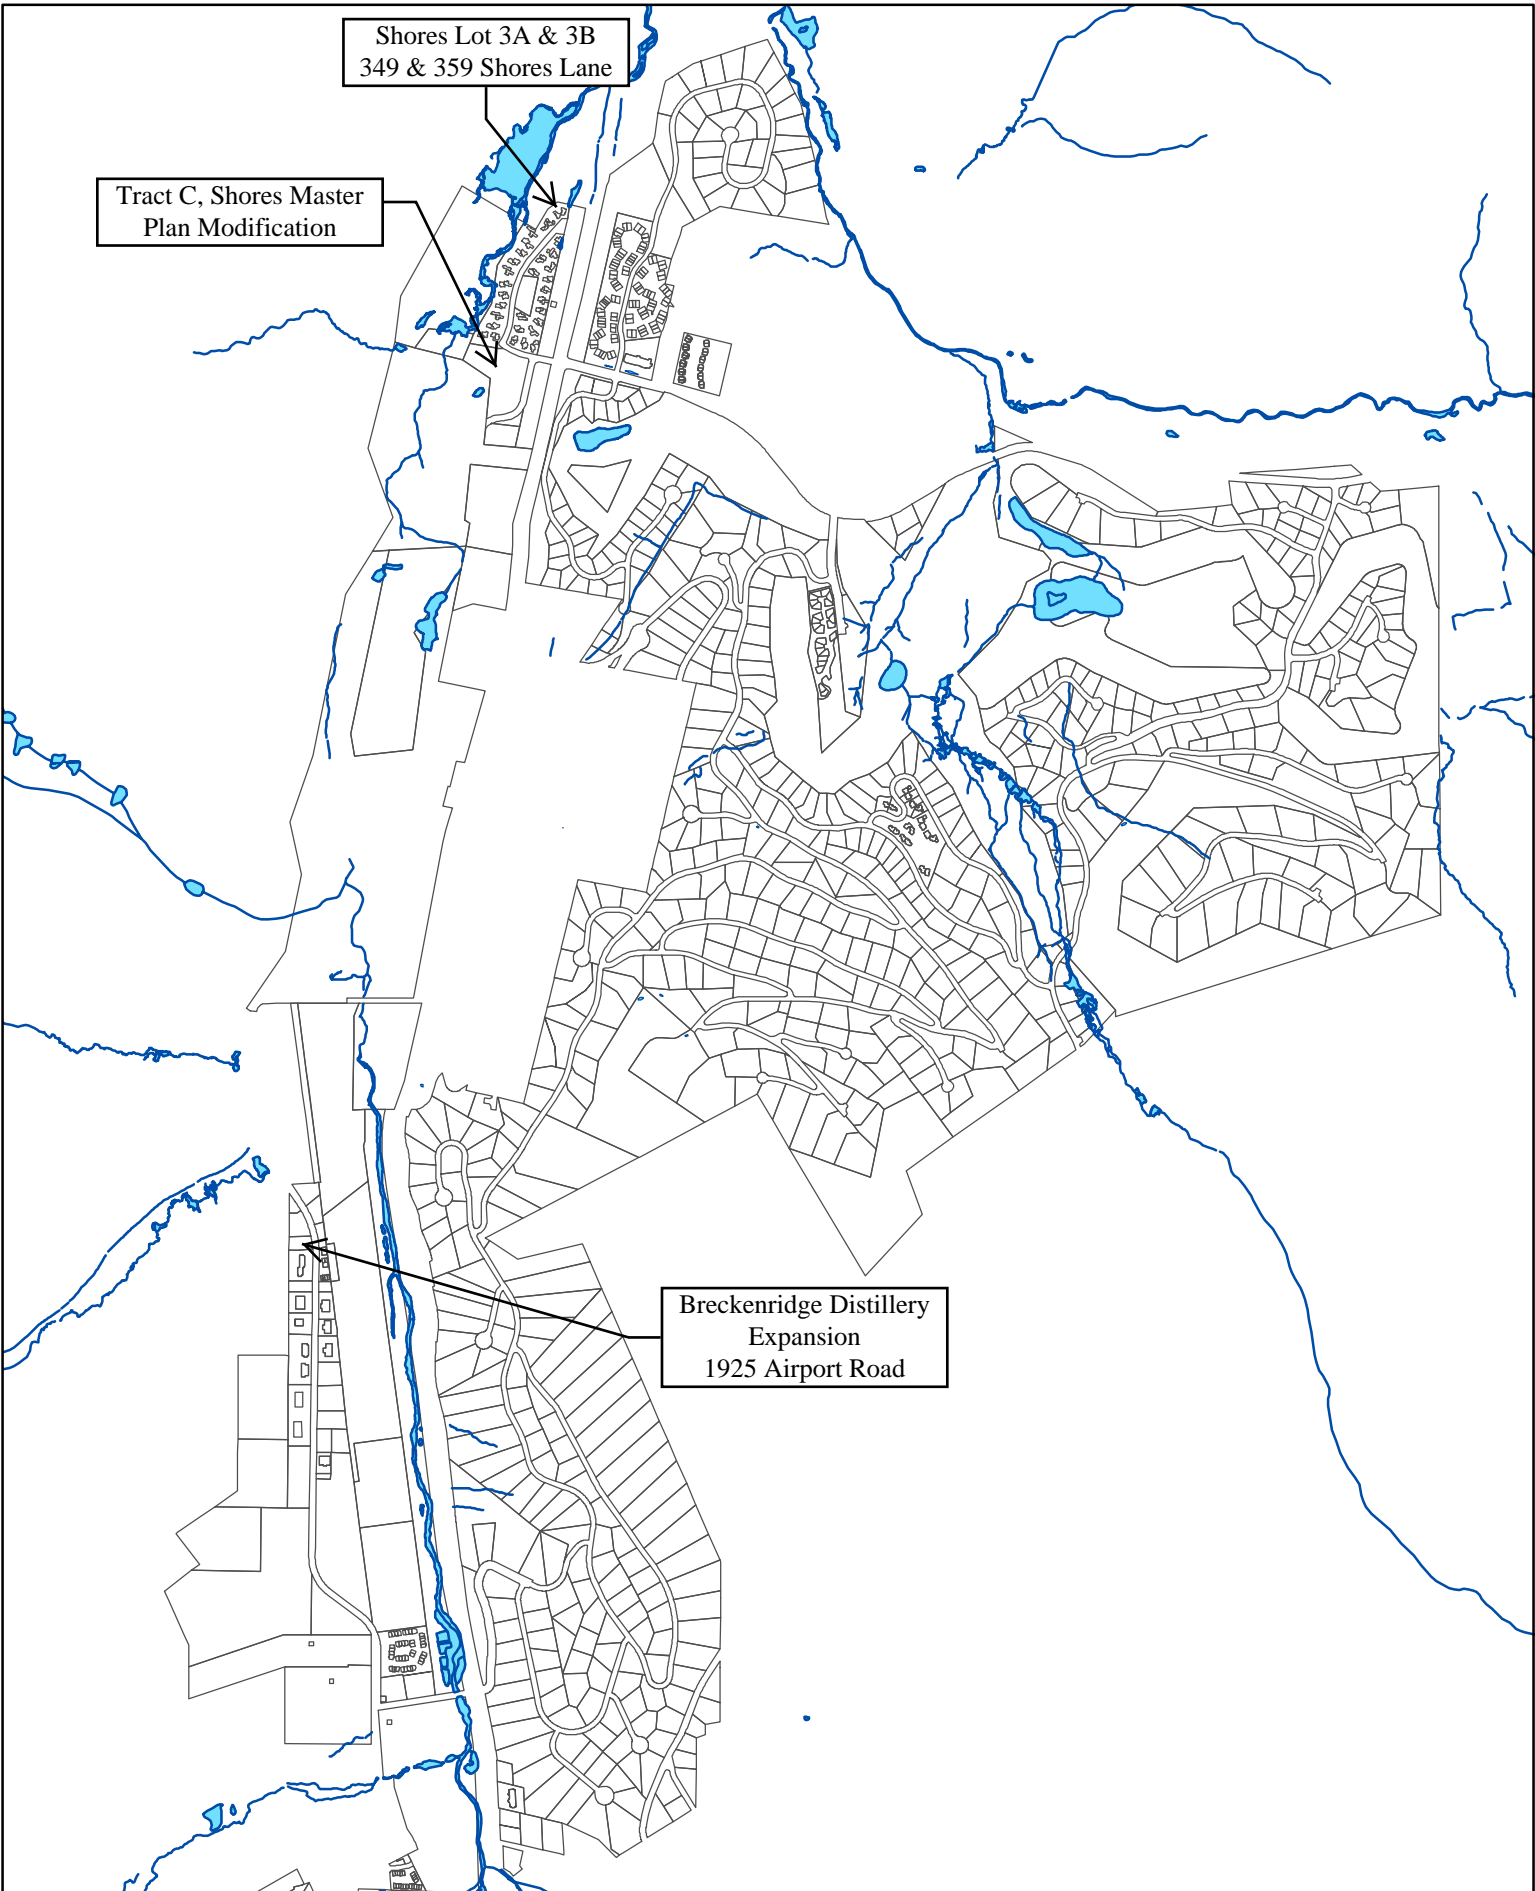 Shores Lot 3A & 3B
349 & 359 Shores Lane
Tract C, Shores Master
Plan Modification
Breckenridge Distillery
Expansion
1925 Airport Road